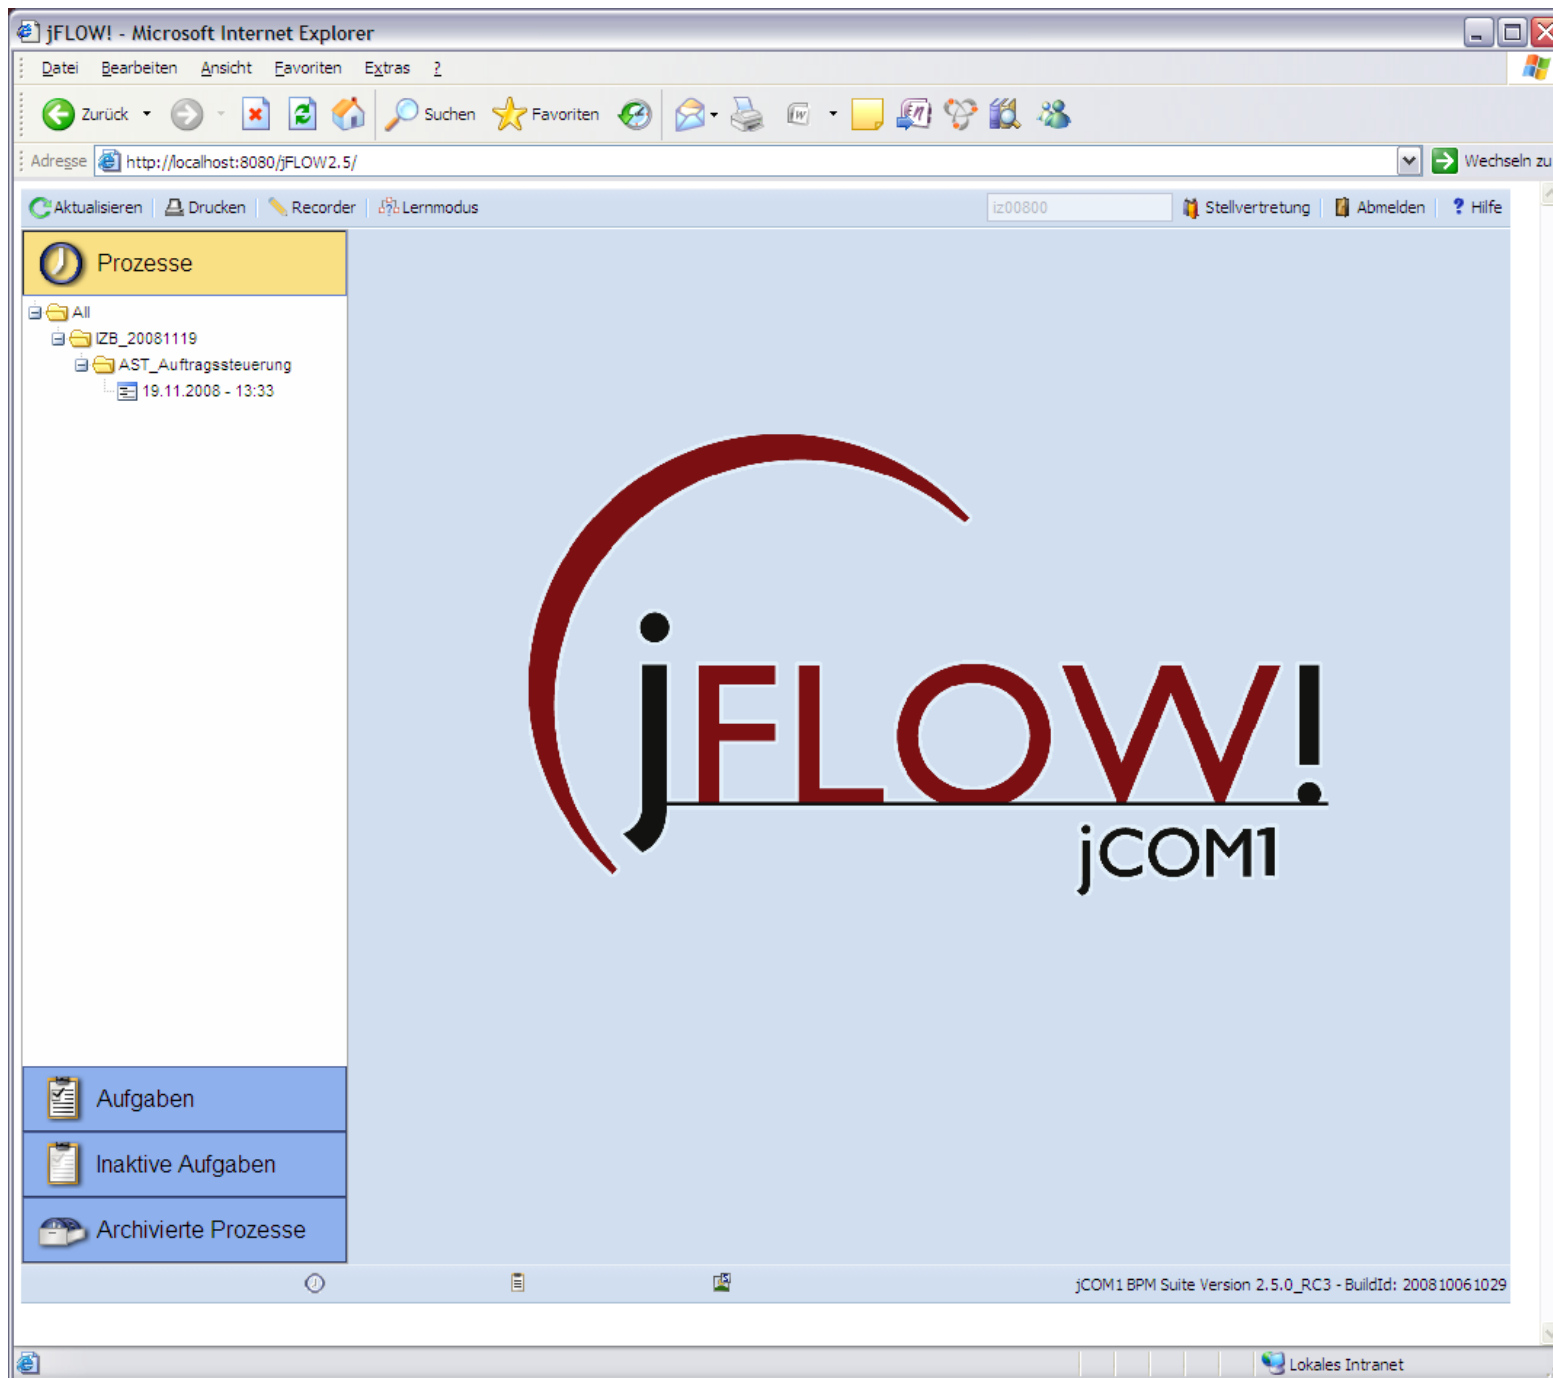 jFLOW! - Microsoft Internet Explorer
Datei Bearbeiten Ansicht Favoriten Extras ?
Zurück Suchen Favoriten
Adresse http://localhost:8080/jFLOW2.5/ Wechseln zu
Aktualisieren Drucken Recorder Lernmodus iz00800 Stellvertretung Abmelden ? Hilfe
Prozesse
All
IZB_20081119
AST_Auftragssteuerung
19.11.2008 - 13:33
jFLOW!
jCOM1
Aufgaben
Inaktive Aufgaben
Archivierte Prozesse
jCOM1 BPM Suite Version 2.5.0_RC3 - BuildId: 200810061029
Lokales Intranet